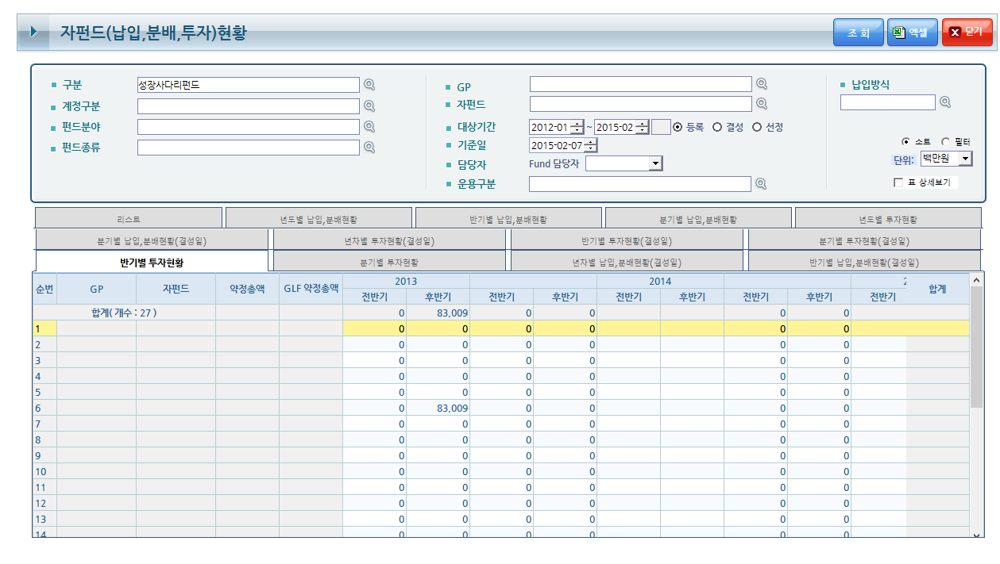 자펀드(납입,분배,투자)현황
조 회
엑셀
닫기
구분 성장사다리펀드
계정구분
펀드분야
펀드종류
GP
자펀드
대상기간 2012-01 ~ 2015-02 등록 결성 선정
기준일 2015-02-07
담당자 Fund 담당자
운용구분
납입방식
소트 필터
단위: 백만원
표 상세보기
리스트 년도별 납입,분배현황 반기별 납입,분배현황 분기별 납입,분배현황 년도별 투자현황
분기별 납입,분배현황(결성일) 년차별 투자현황(결성일) 반기별 투자현황(결성일) 분기별 투자현황(결성일)
반기별 투자현황 분기별 투자현황 년차별 납입,분배현황(결성일) 반기별 납입,분배현황(결성일)
순번 GP 자펀드 약정총액 GLF 약정총액 2013 2014 합계
전반기 후반기 전반기 후반기 전반기 후반기 전반기 후반기 전반기
합계( 개수 : 27 ) 0 83,009 0 0 0 0
1 0 0 0 0 0 0
2 0 0 0 0 0 0
3 0 0 0 0 0 0
4 0 0 0 0 0 0
5 0 0 0 0 0 0
6 0 83,009 0 0 0 0
7 0 0 0 0 0 0
8 0 0 0 0 0 0
9 0 0 0 0 0 0
10 0 0 0 0 0 0
11 0 0 0 0 0 0
12 0 0 0 0 0 0
13 0 0 0 0 0 0
14 0 0 0 0 0 0